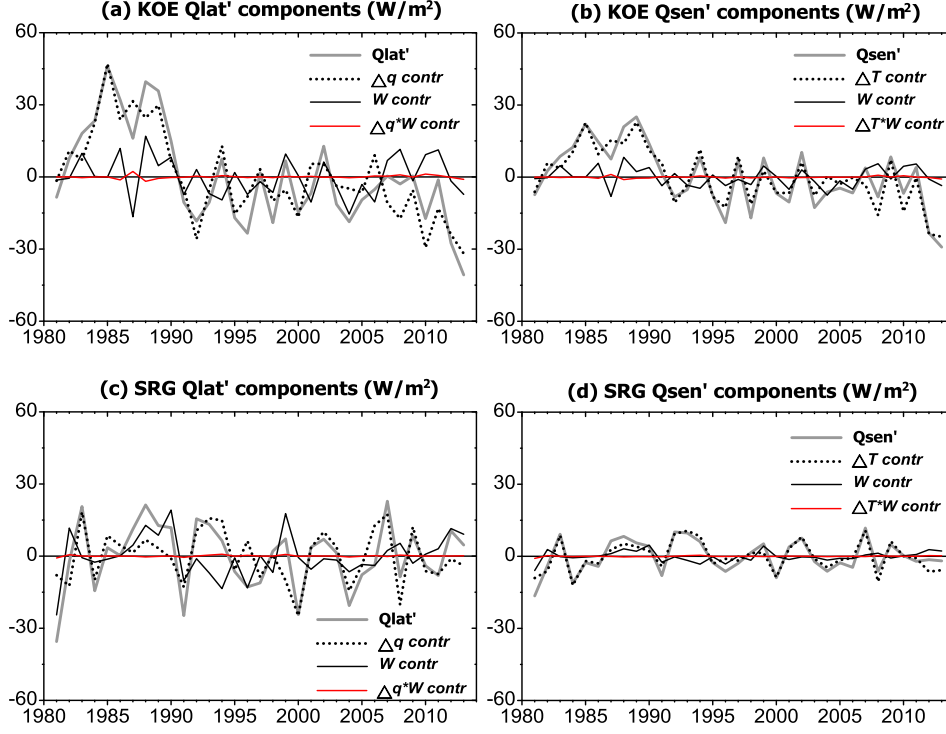 (a) KOE Qlat' components (W/m²)
60
30
0
-30
-60
1980 1985 1990 1995 2000 2005 2010
Qlat'
△q contr
W contr
△q*W contr
(b) KOE Qsen' components (W/m²)
60
30
0
-30
-60
1980 1985 1990 1995 2000 2005 2010
Qsen'
△T contr
W contr
△T*W contr
(c) SRG Qlat' components (W/m²)
60
30
0
-30
-60
1980 1985 1990 1995 2000 2005 2010
Qlat'
△q contr
W contr
△q*W contr
(d) SRG Qsen' components (W/m²)
60
30
0
-30
-60
1980 1985 1990 1995 2000 2005 2010
Qsen'
△T contr
W contr
△T*W contr